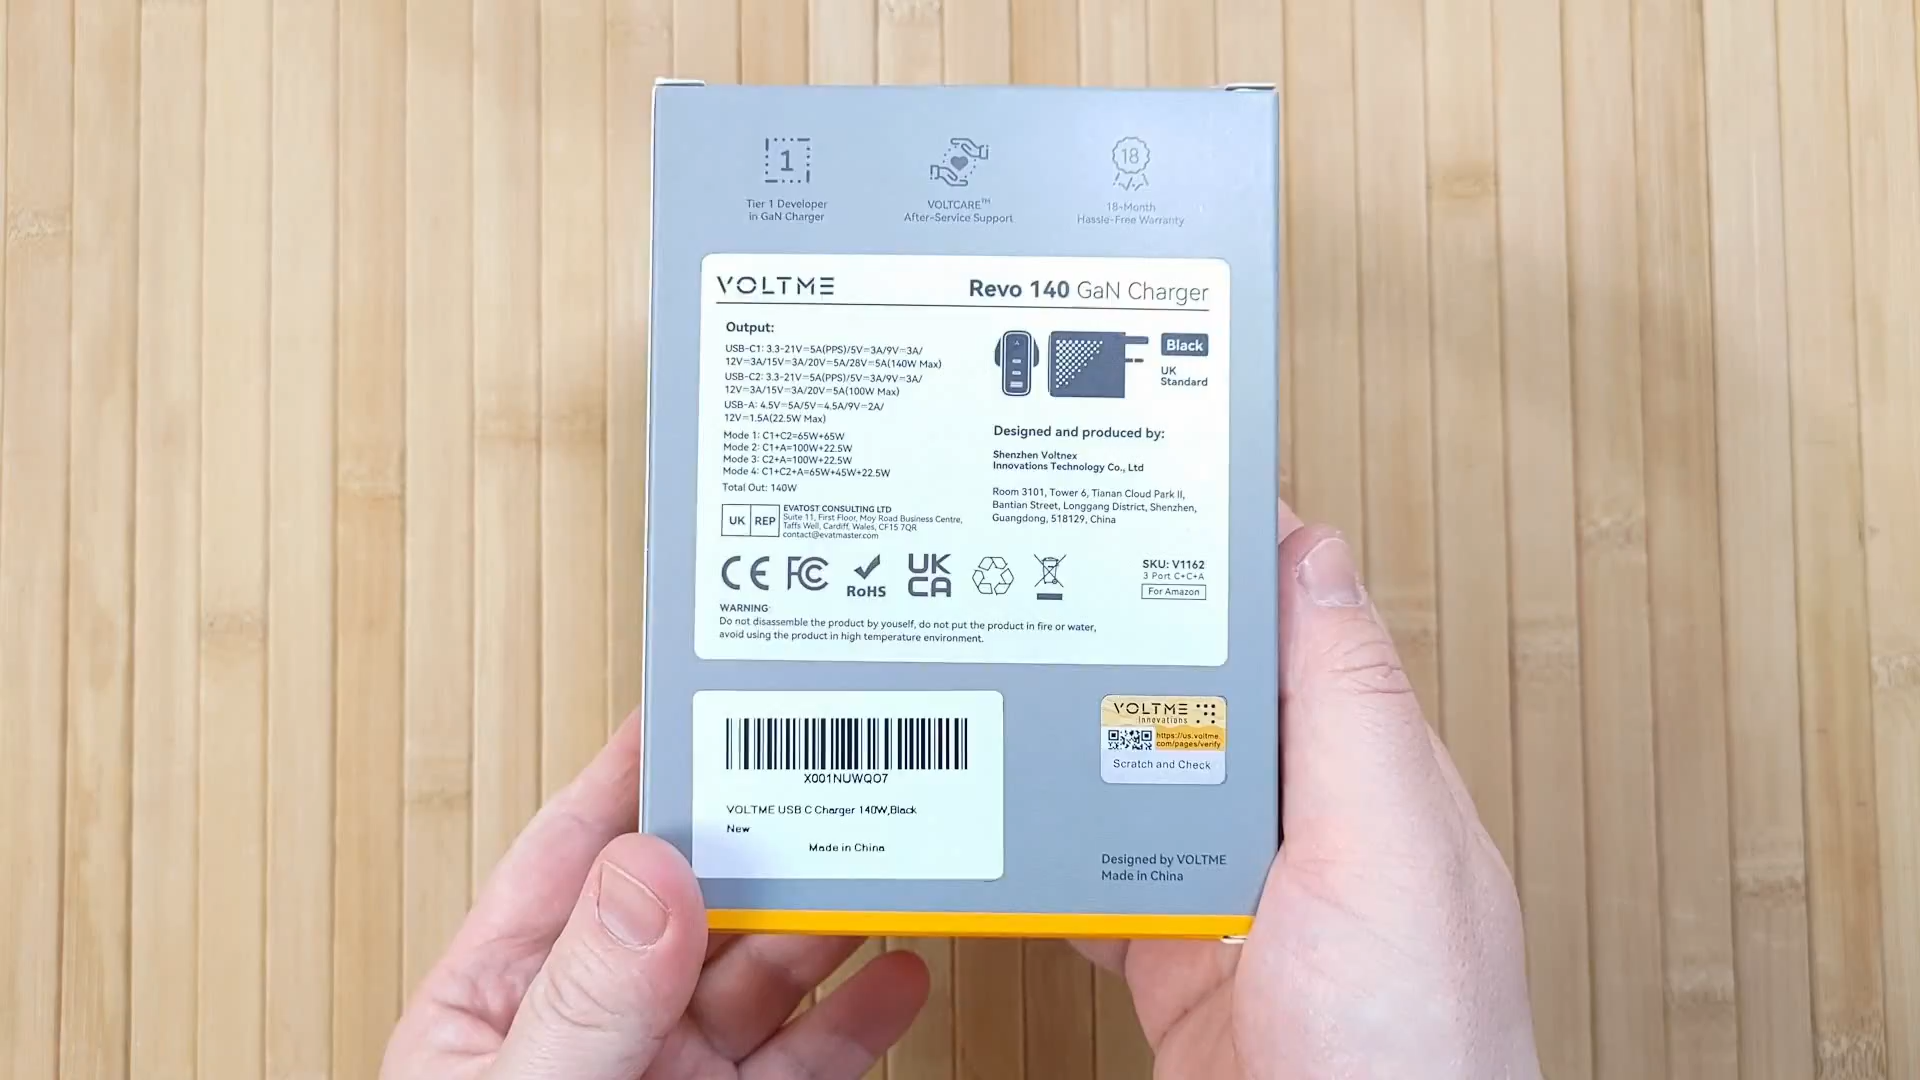 1
Tier 1 Developer
in GaN Charger
VOLTCARE™
After-Service Support
18
18-Month
Hassle-Free Warranty
VOLTME
Revo 140 GaN Charger
Output:
USB-C1: 3.3-21V=5A(PPS)/5V=3A/9V=3A/
12V=3A/15V=3A/20V=5A/28V=5A(140W Max)
USB-C2: 3.3-21V=5A(PPS)/5V=3A/9V=3A/
12V=3A/15V=3A/20V=5A(100W Max)
USB-A: 4.5V=5A/5V=4.5A/9V=2A/
12V=1.5A(22.5W Max)
Mode 1: C1+C2=65W+65W
Mode 2: C1+A=100W+22.5W
Mode 3: C2+A=100W+22.5W
Mode 4: C1+C2+A=65W+45W+22.5W
Total Out: 140W
Black
UK
Standard
Designed and produced by:
Shenzhen Voltnex
Innovations Technology Co., Ltd
Room 3101, Tower 6, Tianan Cloud Park II,
Bantian Street, Longgang District, Shenzhen,
Guangdong, 518129, China
UK REP
EVATOST CONSULTING LTD
Suite 11, First Floor, Moy Road Business Centre,
Taffs Well, Cardiff, Wales, CF15 7QR
contact@evatmaster.com
CE FC RoHS UK CA
SKU: V1162
3 Port C+C+A
For Amazon
WARNING:
Do not disassemble the product by youself, do not put the product in fire or water,
avoid using the product in high temperature environment.
X001NUWQO7
VOLTME USB C Charger 140W,Black
New
Made in China
VOLTME
Innovations
https://us.voltme.
com/pages/verify
Scratch and Check
Designed by VOLTME
Made in China